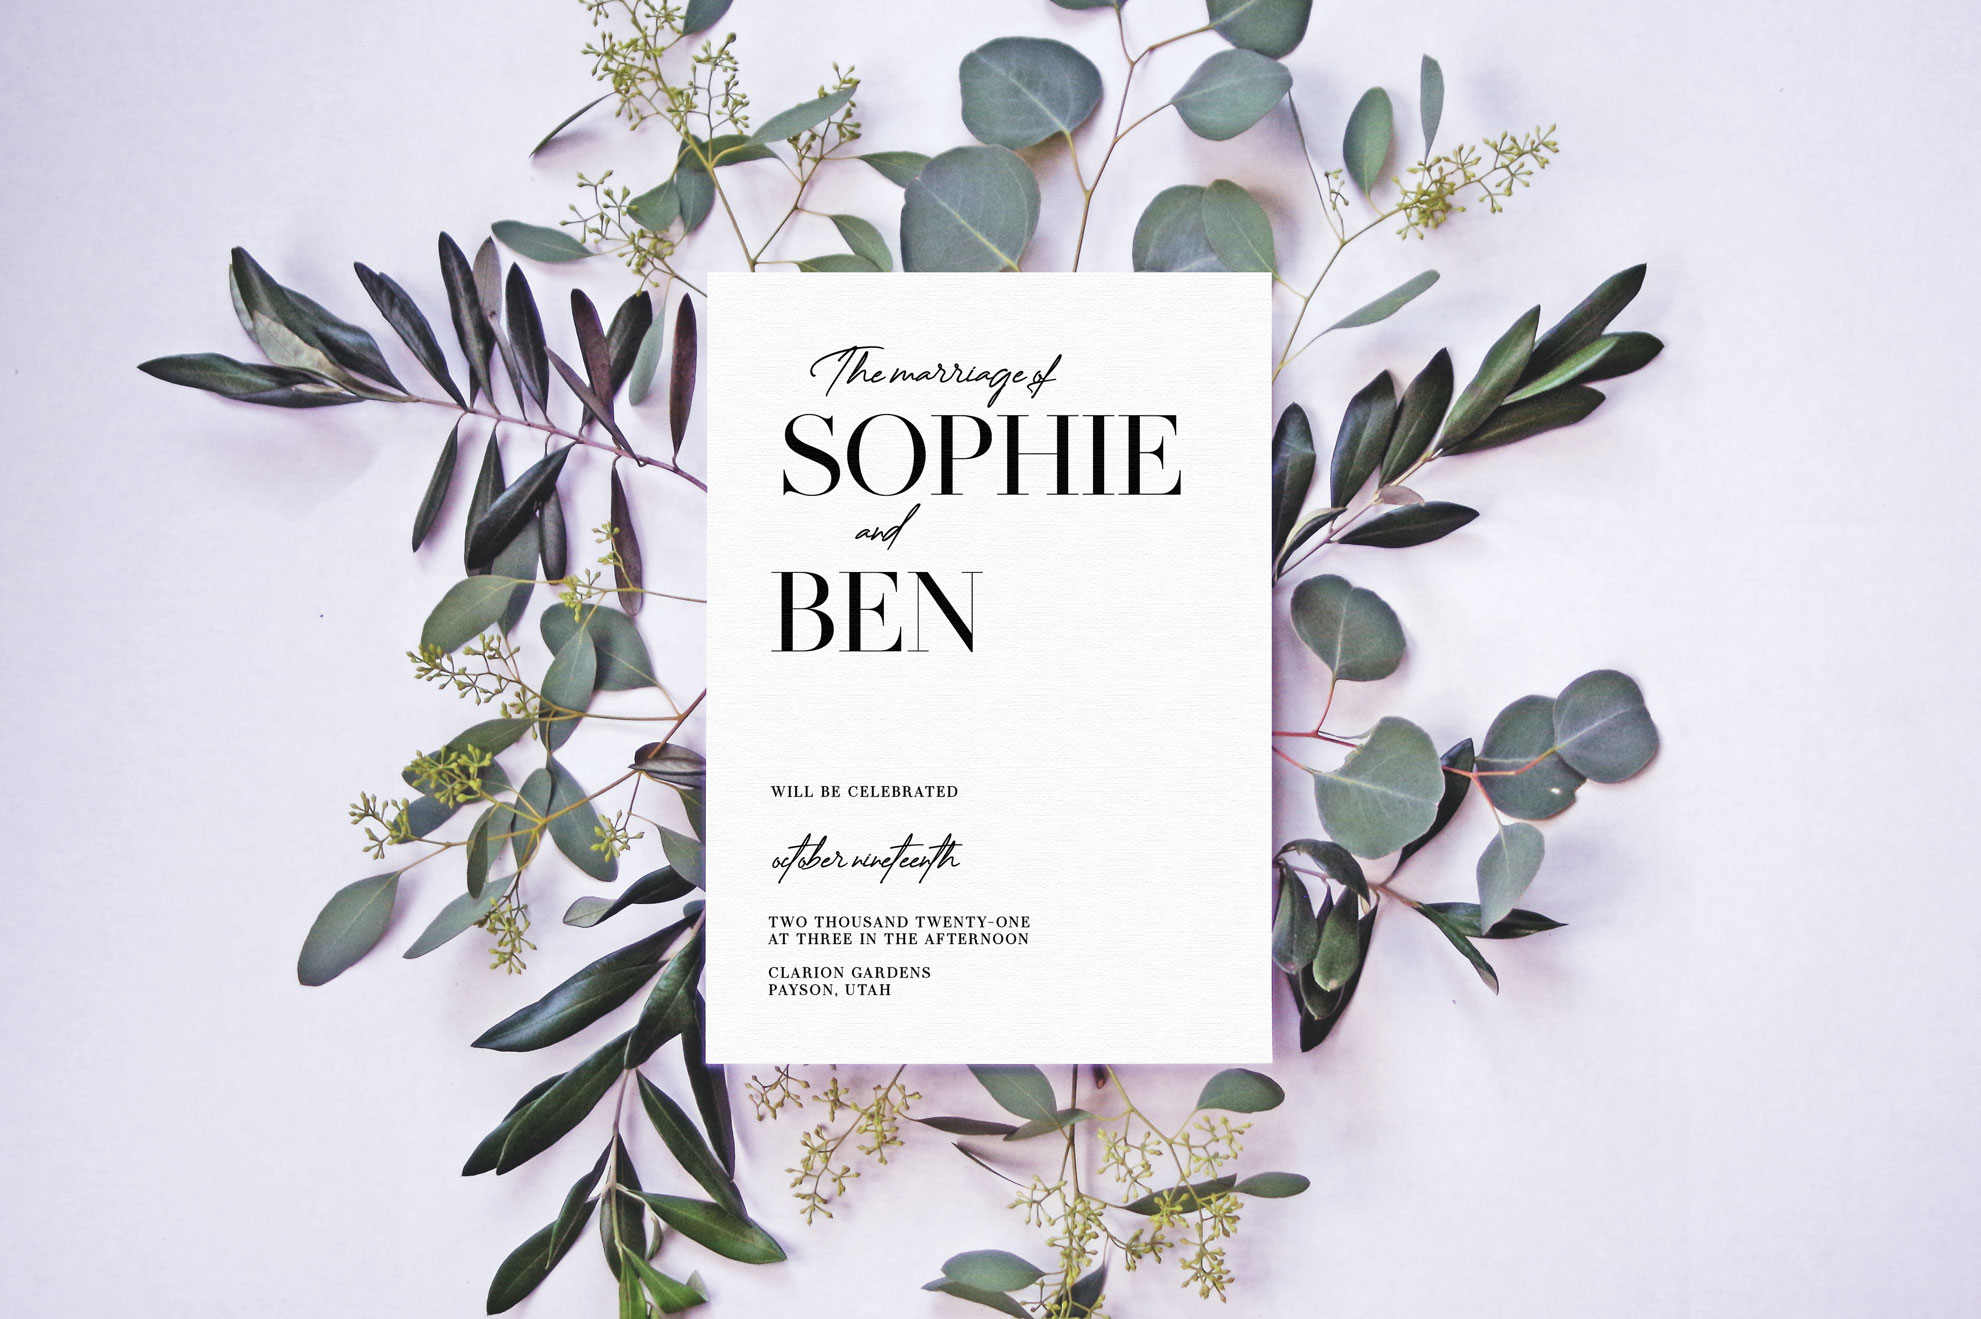 The marriage of
SOPHIE
and
BEN
WILL BE CELEBRATED
october nineteenth
TWO THOUSAND TWENTY-ONE
AT THREE IN THE AFTERNOON
CLARION GARDENS
PAYSON, UTAH